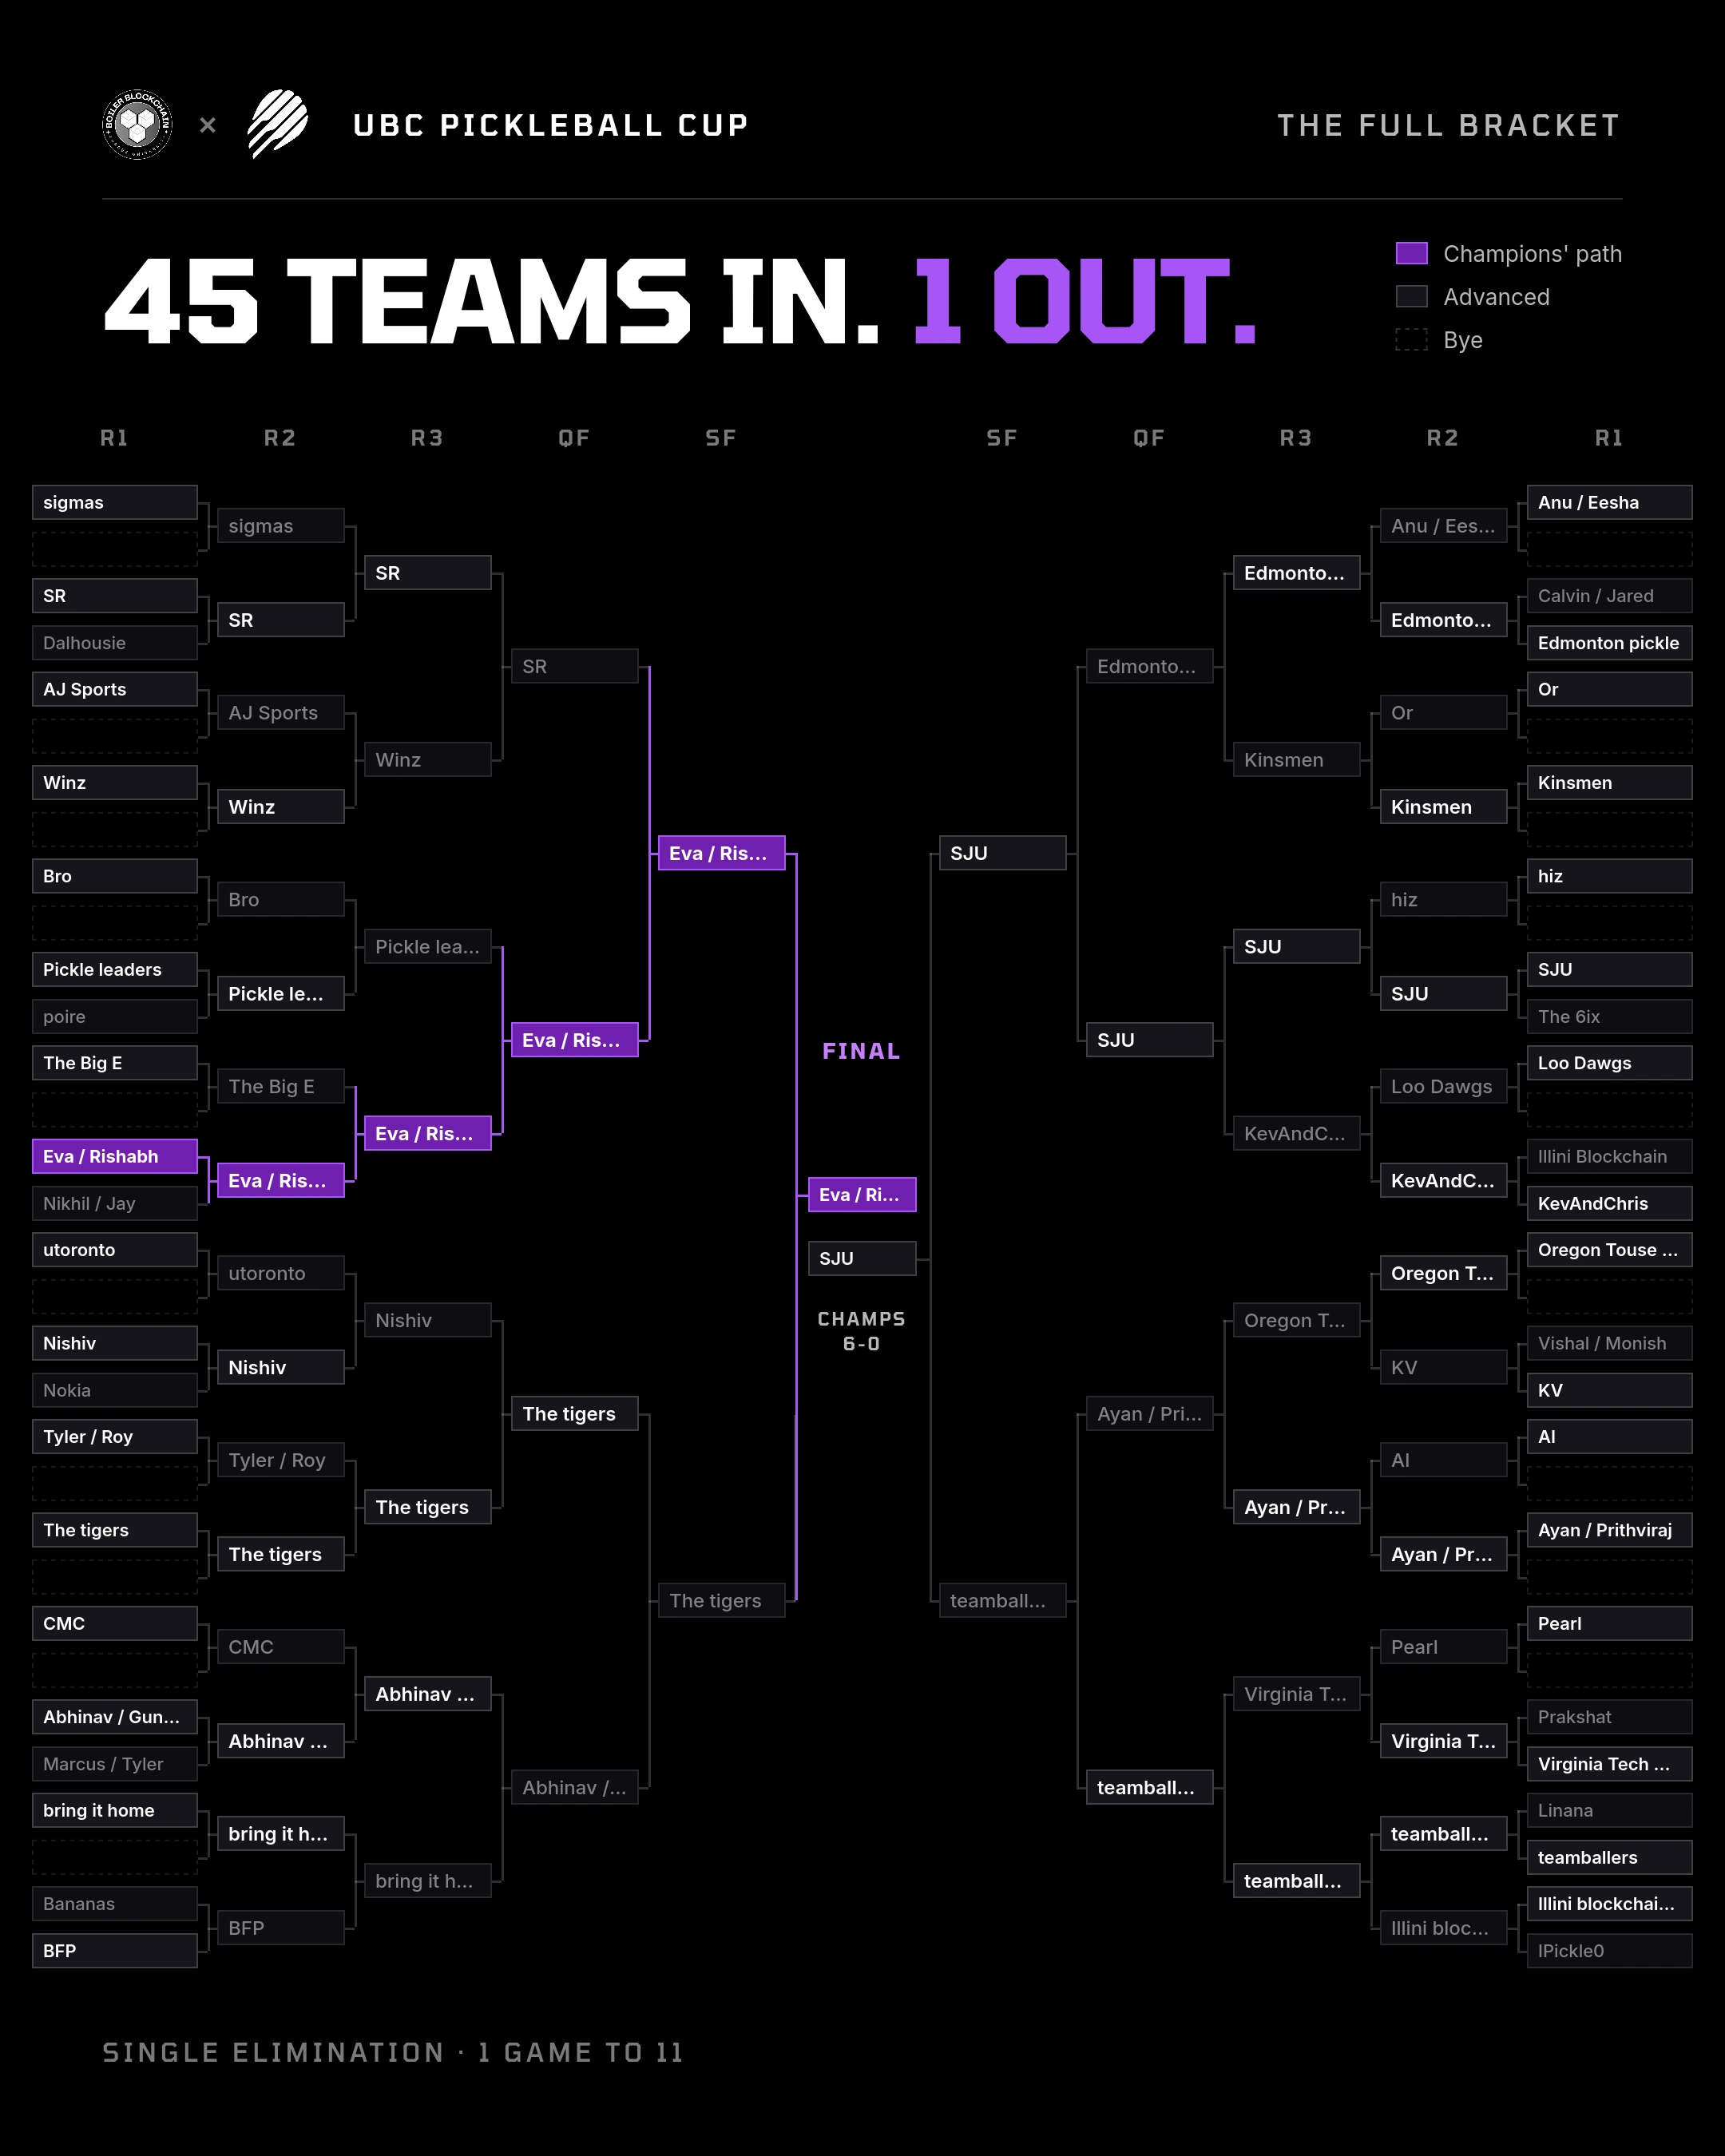 BOILER BLOCKCHAIN
×
UBC PICKLEBALL CUP
THE FULL BRACKET
45 TEAMS IN. 1 OUT.
Champions' path
Advanced
Bye
R1
R2
R3
QF
SF
SF
QF
R3
R2
R1
sigmas
SR
Dalhousie
AJ Sports
Winz
Bro
Pickle leaders
poire
The Big E
Eva / Rishabh
Nikhil / Jay
utoronto
Nishiv
Nokia
Tyler / Roy
The tigers
CMC
Abhinav / Gun...
Marcus / Tyler
bring it home
Bananas
BFP
sigmas
SR
AJ Sports
Winz
Bro
Pickle le...
The Big E
Eva / Ris...
utoronto
Nishiv
Tyler / Roy
The tigers
CMC
Abhinav ...
bring it h...
BFP
SR
Winz
Pickle lea...
Eva / Ris...
Nishiv
The tigers
Abhinav ...
bring it h...
SR
Eva / Ris...
The tigers
Abhinav /...
Eva / Ris...
The tigers
FINAL
Eva / Ri...
SJU
CHAMPS
6-0
SJU
teamball...
Edmonto...
SJU
Ayan / Pri...
teamball...
Edmonto...
Kinsmen
SJU
KevAndC...
Oregon T...
Ayan / Pr...
Virginia T...
teamball...
Anu / Ees...
Edmonto...
Or
Kinsmen
hiz
SJU
Loo Dawgs
KevAndC...
Oregon T...
KV
AI
Ayan / Pr...
Pearl
Virginia T...
teamball...
Illini bloc...
Anu / Eesha
Calvin / Jared
Edmonton pickle
Or
Kinsmen
hiz
SJU
The 6ix
Loo Dawgs
Illini Blockchain
KevAndChris
Oregon Touse ...
Vishal / Monish
KV
AI
Ayan / Prithviraj
Pearl
Prakshat
Virginia Tech ...
Linana
teamballers
Illini blockchai...
IPickle0
SINGLE ELIMINATION · 1 GAME TO 11